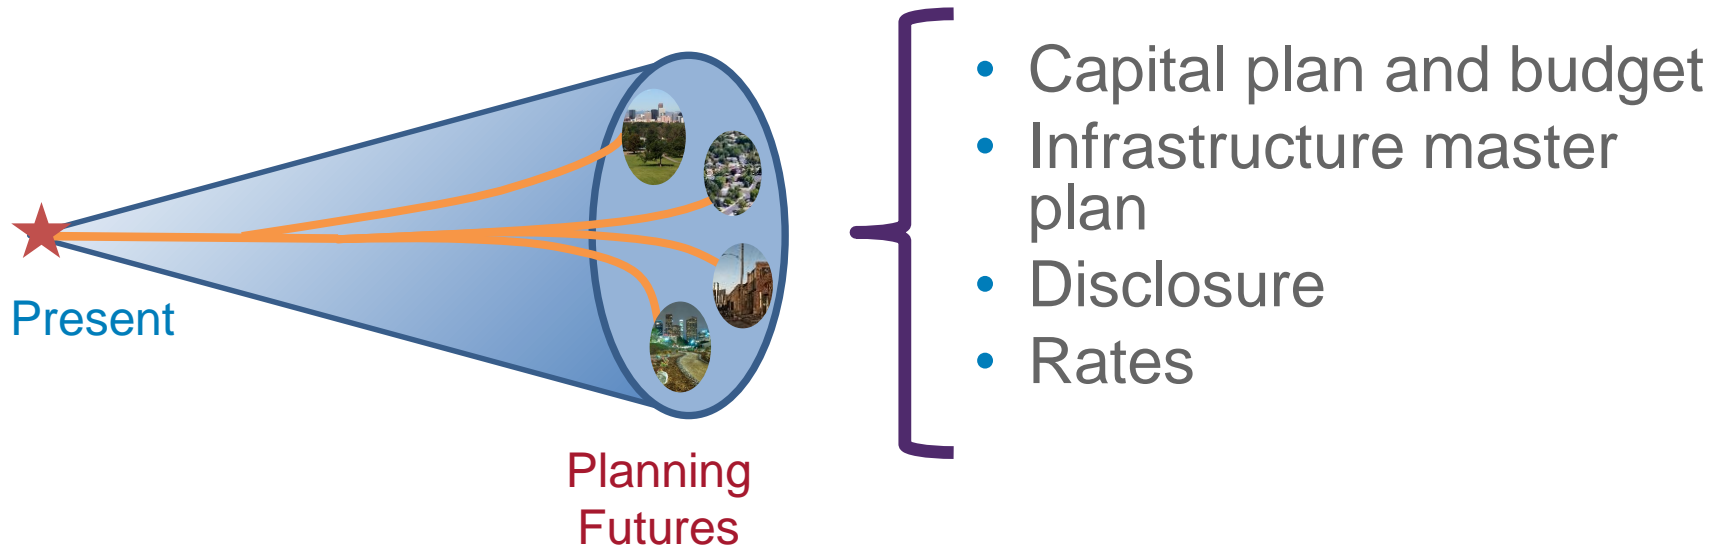 Present
Planning
Futures
• Capital plan and budget
• Infrastructure master
plan
• Disclosure
• Rates